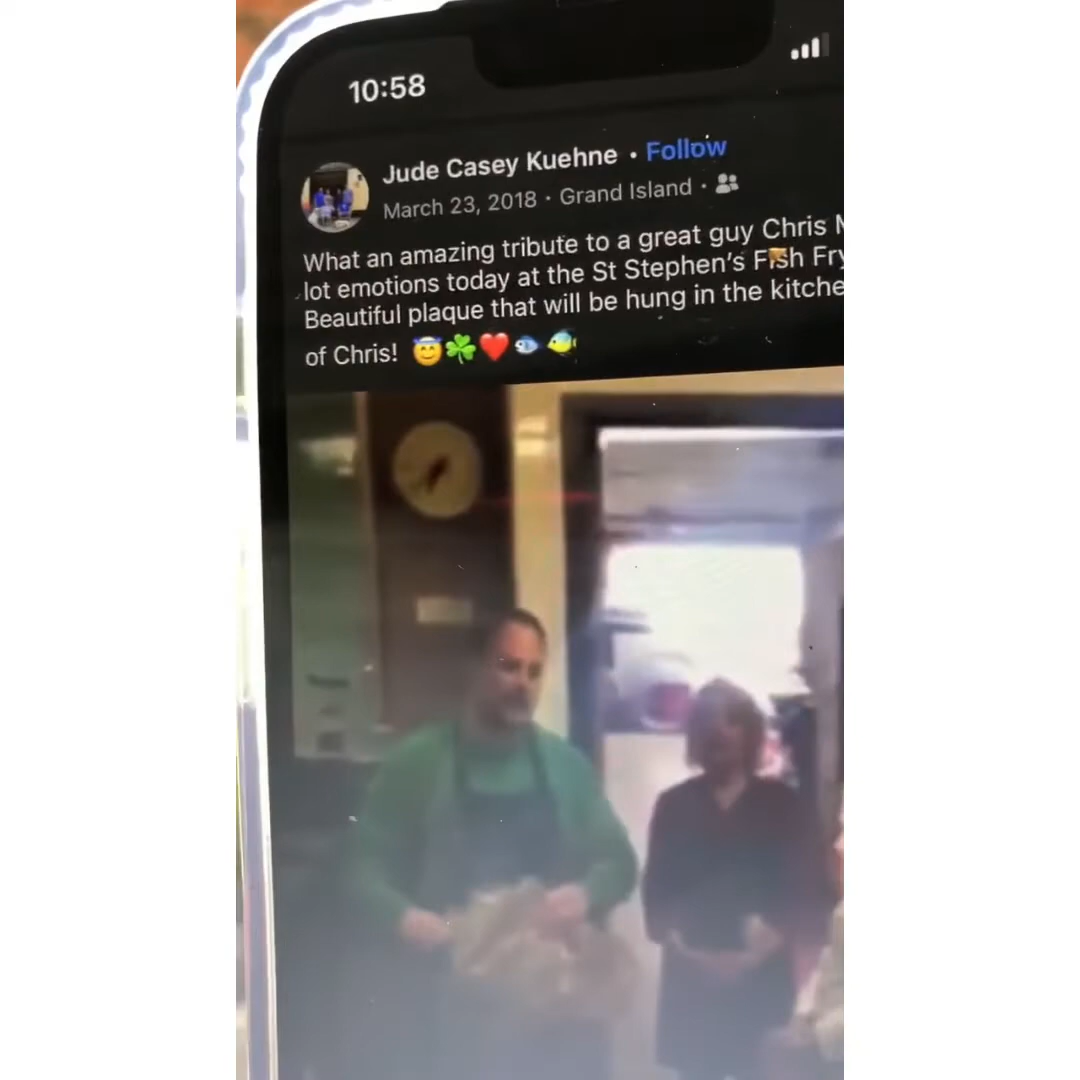 10:58
Jude Casey Kuehne · Follow
March 23, 2018 · Grand Island ·
What an amazing tribute to a great guy Chris
lot emotions today at the St Stephen's Fish Fry
Beautiful plaque that will be hung in the
of Chris! 😇☘️❤️🐟🐠